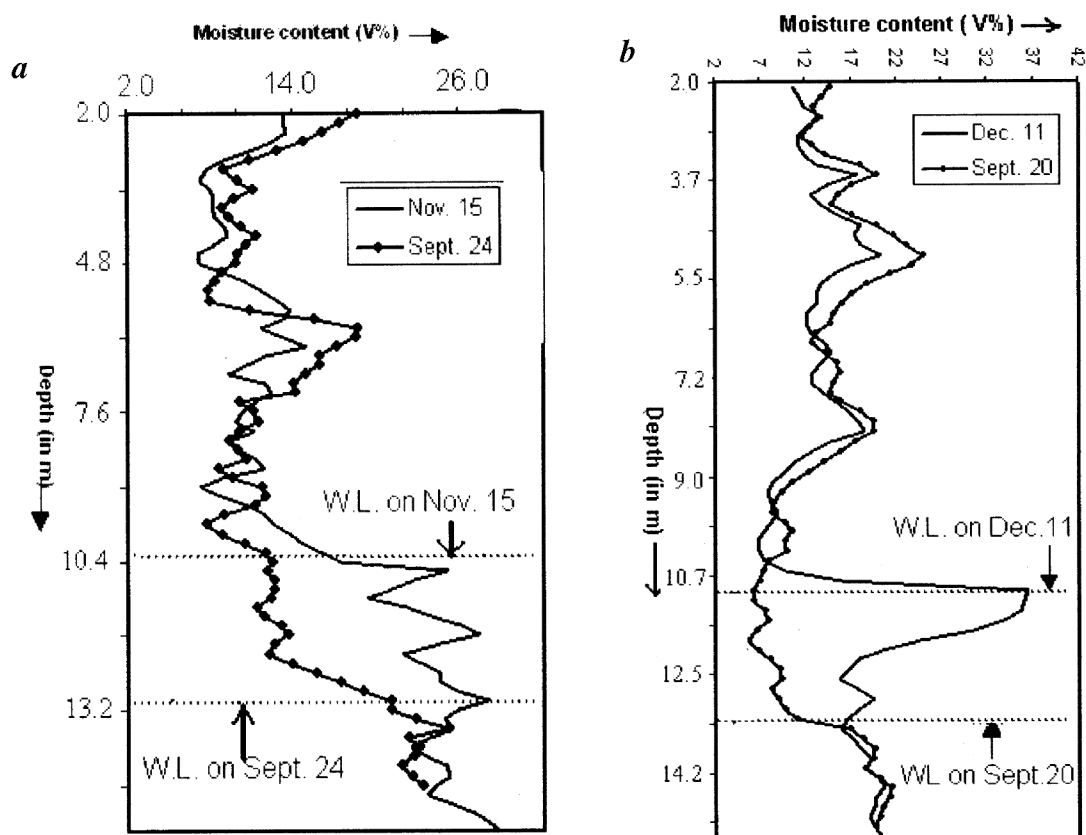 a
Moisture content (V%)
2.0 14.0 26.0
2.0
4.8
7.6
10.4
13.2
Depth (in m)
Nov. 15
Sept. 24
W.L. on Nov. 15
W.L. on Sept. 24
b
Moisture content ( V%)
2 7 12 17 22 27 32 37 42
2.0
3.7
5.5
7.2
9.0
10.7
12.5
14.2
Depth (in m)
Dec. 11
Sept. 20
W.L. on Dec.11
WL on Sept.20